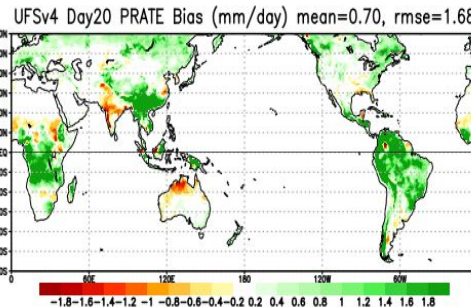 UFSv4 Day20 PRATE Bias (mm/day) mean=0.70, rmse=1.68
EQ
0 60E 120E 180 120W 60W
-1.8-1.6-1.4-1.2 -1 -0.8-0.6-0.4-0.2 0.2 0.4 0.6 0.8 1 1.2 1.4 1.6 1.8